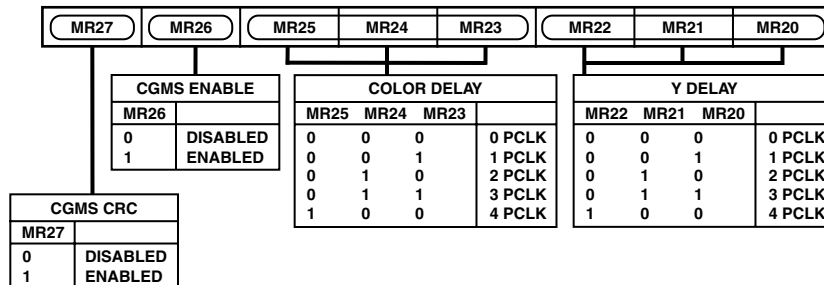 MR27 MR26 MR25 MR24 MR23 MR22 MR21 MR20
CGMS ENABLE
MR26
0 DISABLED
1 ENABLED
COLOR DELAY
MR25 MR24 MR23
0 0 0 0 PCLK
0 0 1 1 PCLK
0 1 0 2 PCLK
0 1 1 3 PCLK
1 0 0 4 PCLK
Y DELAY
MR22 MR21 MR20
0 0 0 0 PCLK
0 0 1 1 PCLK
0 1 0 2 PCLK
0 1 1 3 PCLK
1 0 0 4 PCLK
CGMS CRC
MR27
0 DISABLED
1 ENABLED